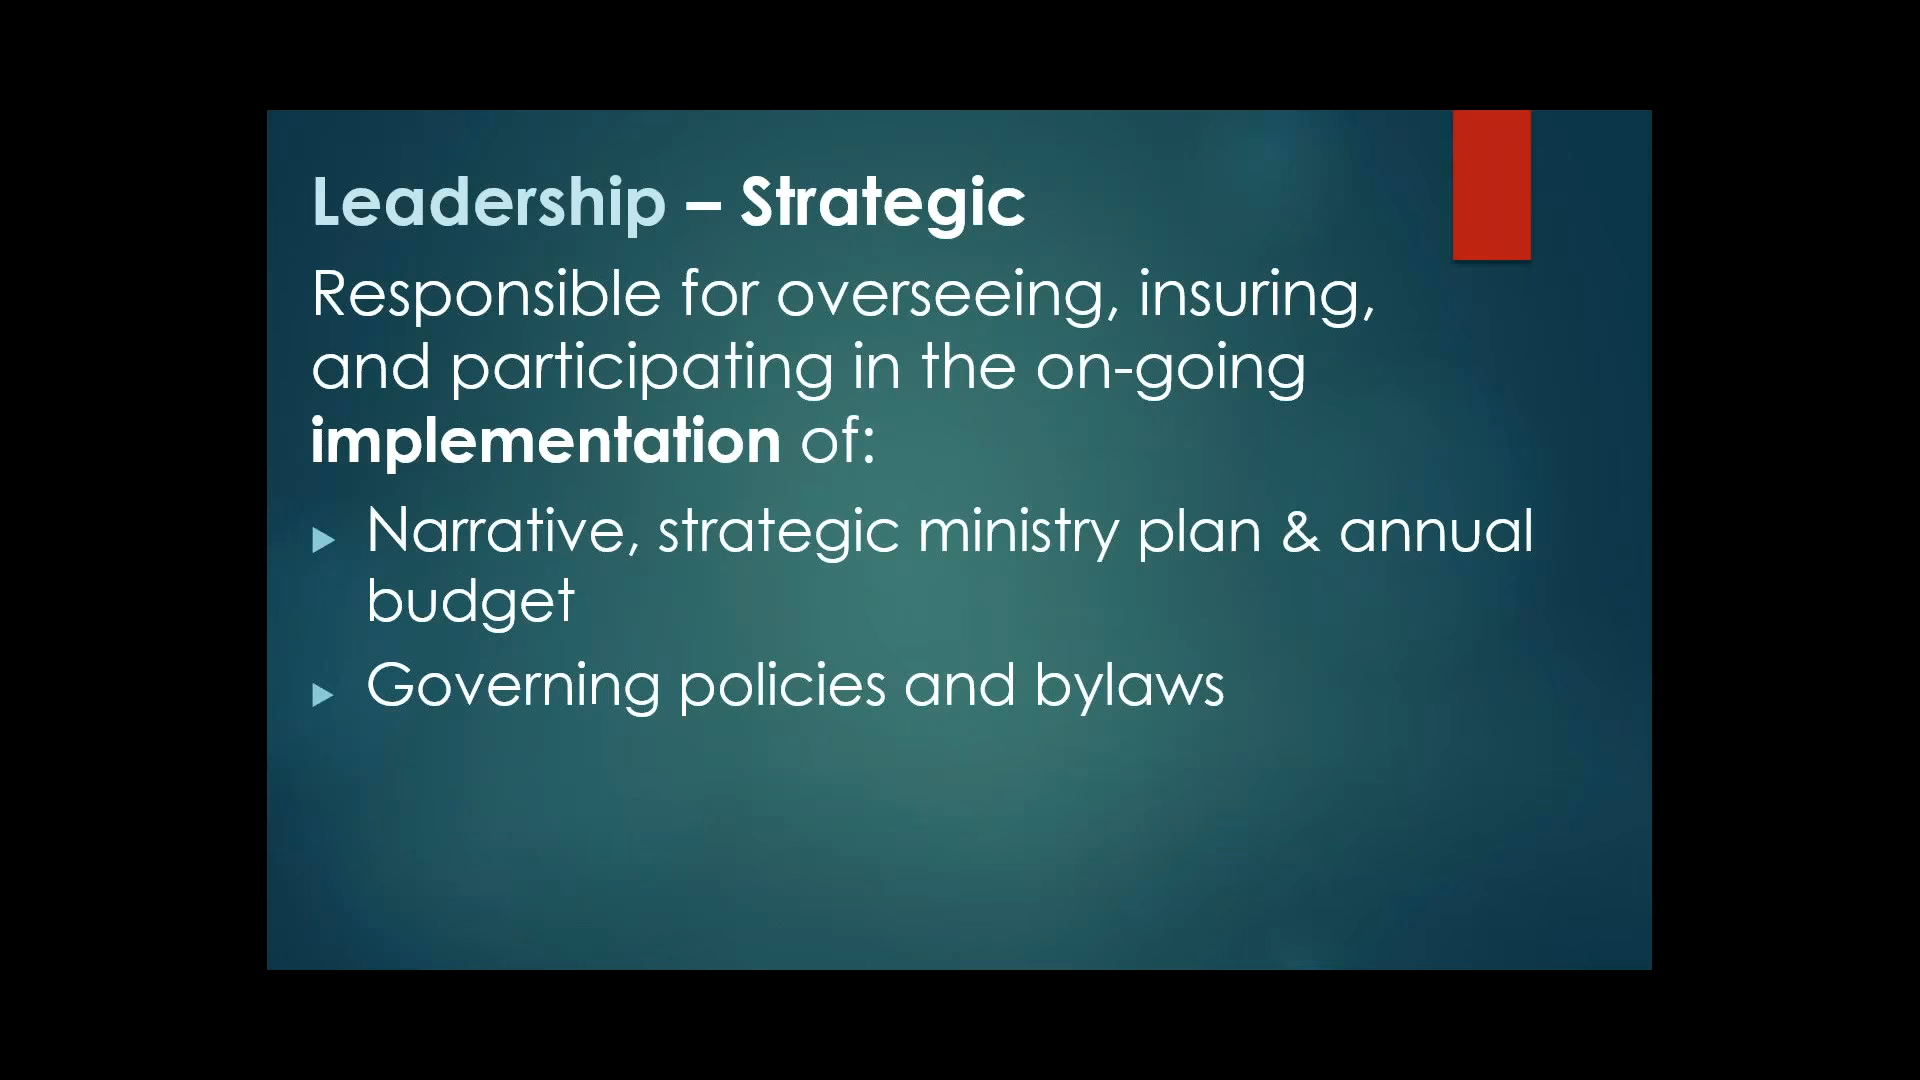 Leadership – Strategic
Responsible for overseeing, insuring,
and participating in the on-going
implementation of:
Narrative, strategic ministry plan & annual
budget
Governing policies and bylaws